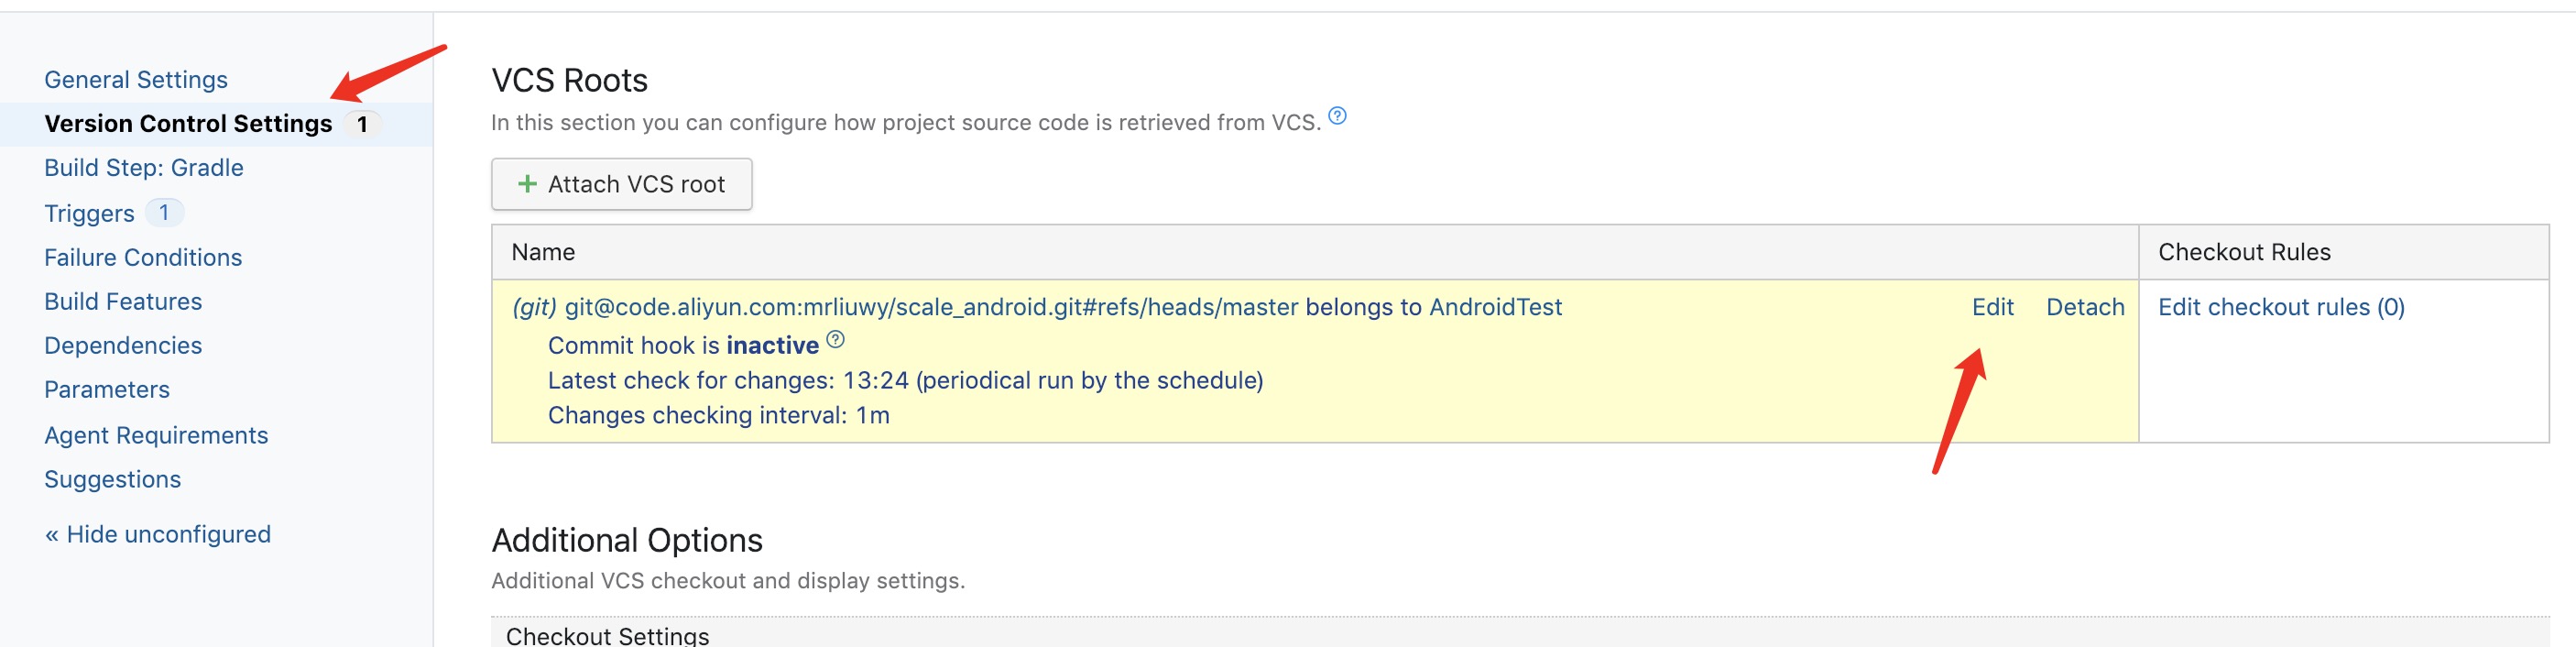 General Settings
Version Control Settings 1
Build Step: Gradle
Triggers 1
Failure Conditions
Build Features
Dependencies
Parameters
Agent Requirements
Suggestions
« Hide unconfigured
VCS Roots
In this section you can configure how project source code is retrieved from VCS. ?
+ Attach VCS root
Name Checkout Rules
(git) git@code.aliyun.com:mrliuwy/scale_android.git#refs/heads/master belongs to AndroidTest Edit Detach Edit checkout rules (0)
Commit hook is inactive ?
Latest check for changes: 13:24 (periodical run by the schedule)
Changes checking interval: 1m
Additional Options
Additional VCS checkout and display settings.
Checkout Settings